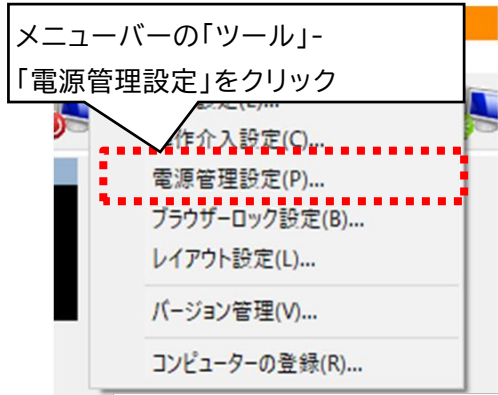 メニューバーの「ツール」-
「電源管理設定」をクリック
作介入設定(C)...
電源管理設定(P)...
ブラウザーロック設定(B)...
レイアウト設定(L)...
バージョン管理(V)...
コンピューターの登録(R)...